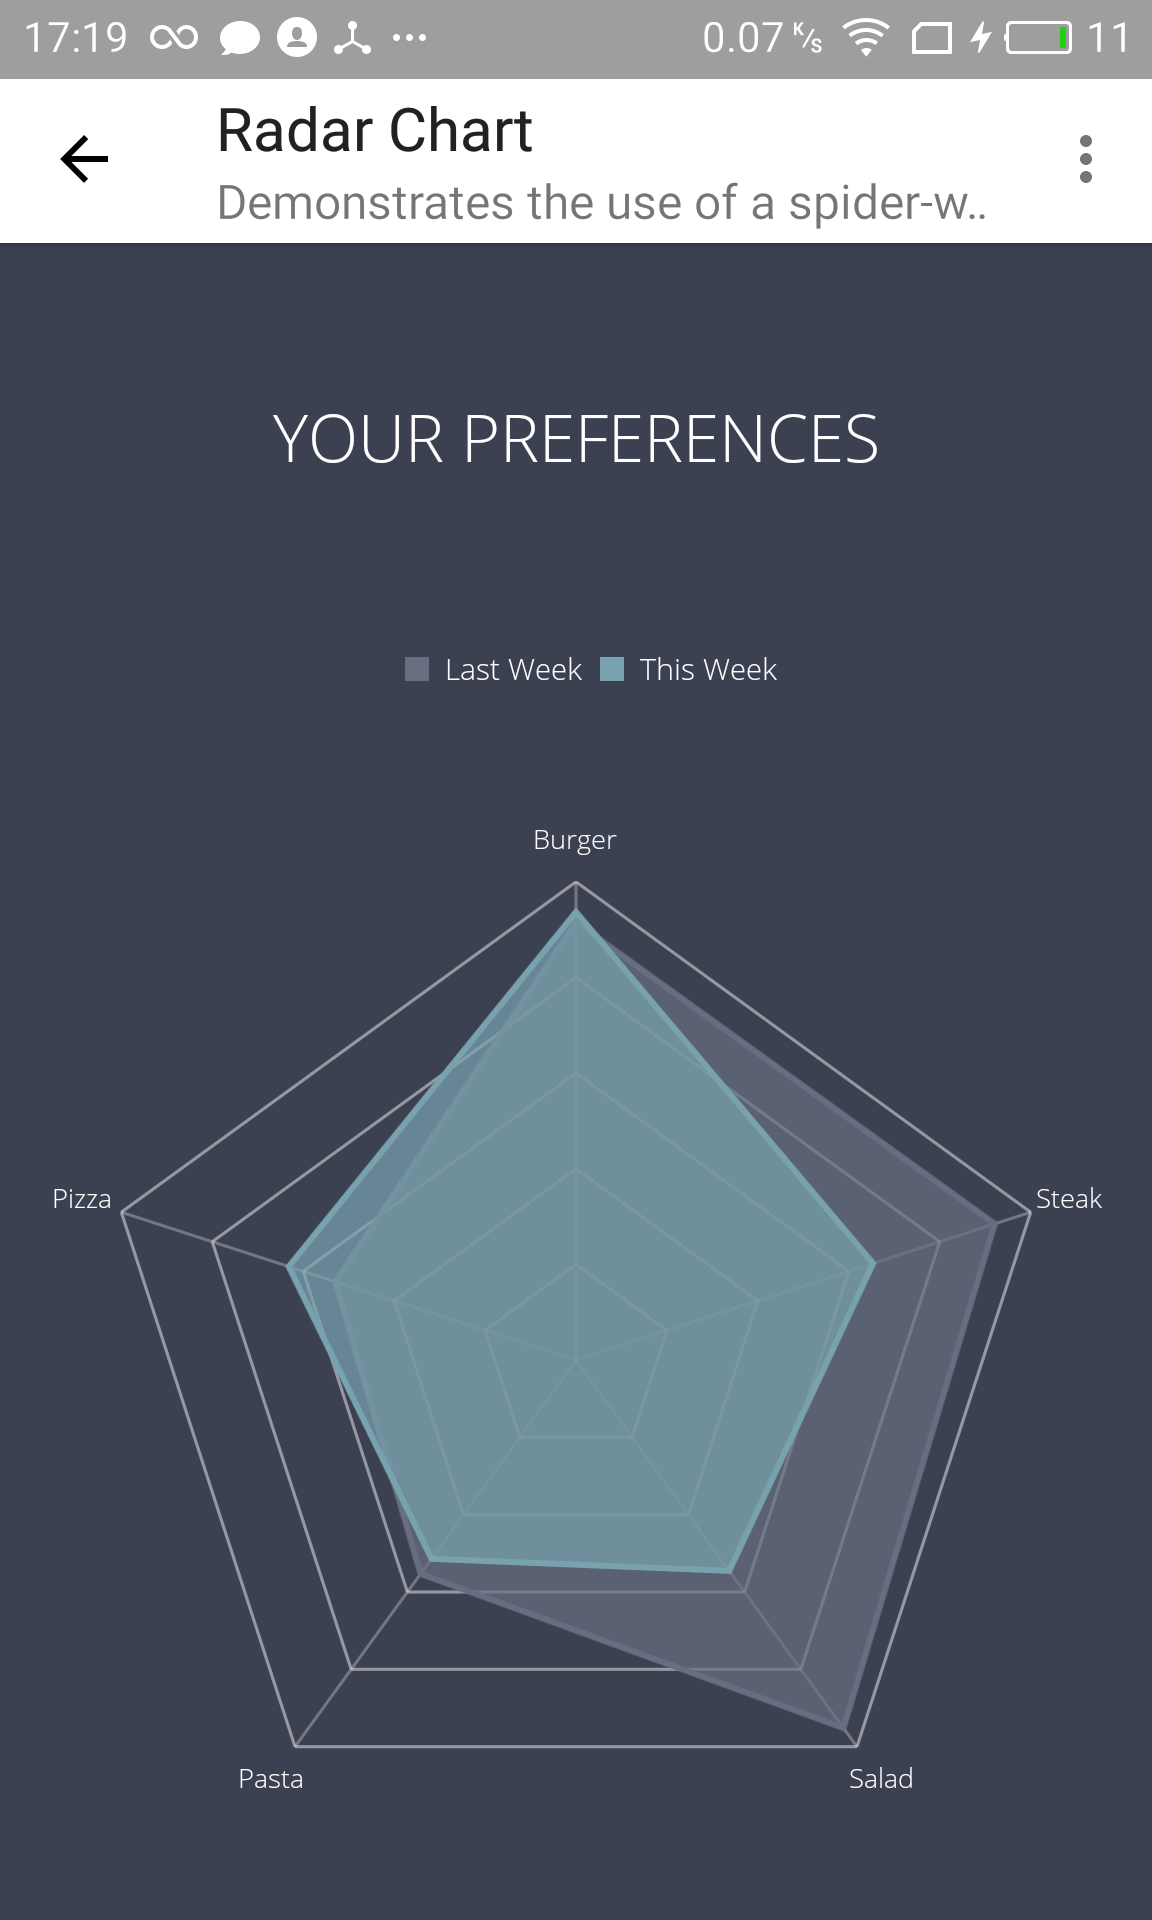 17:19 ... 0.07 K/s 11
Radar Chart
Demonstrates the use of a spider-w..
YOUR PREFERENCES
Last Week This Week
Burger
Pizza
Steak
Pasta
Salad